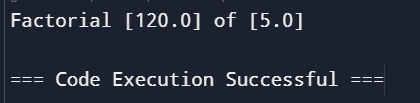 Factorial [120.0] of [5.0]
=== Code Execution Successful ===